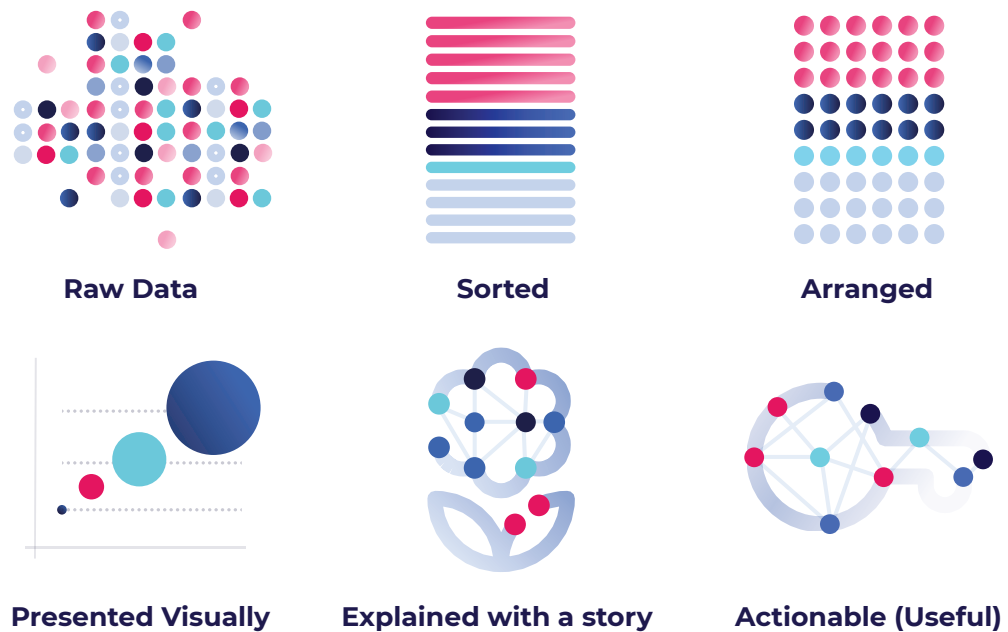 Raw Data
Sorted
Arranged
Presented Visually
Explained with a story
Actionable (Useful)